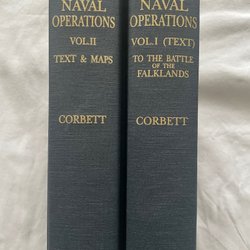 NAVAL
OPERATIONS
VOL.II
TEXT & MAPS
CORBETT
NAVAL
OPERATIONS
VOL.I (TEXT)
TO THE BATTLE
OF THE
FALKLANDS
CORBETT